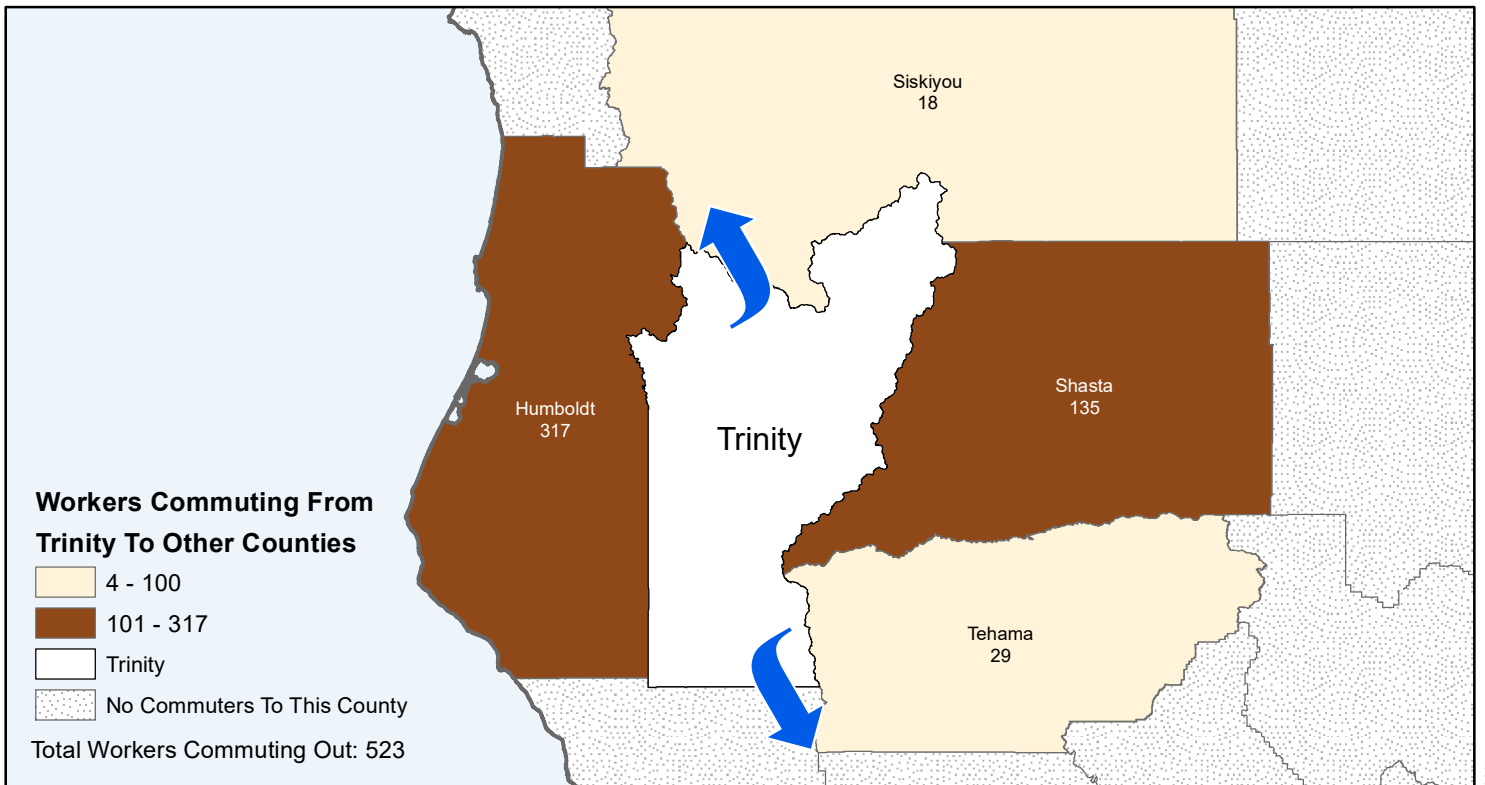 Siskiyou
18
Humboldt
317
Trinity
Shasta
135
Tehama
29
Workers Commuting From
Trinity To Other Counties
4 - 100
101 - 317
Trinity
No Commuters To This County
Total Workers Commuting Out: 523